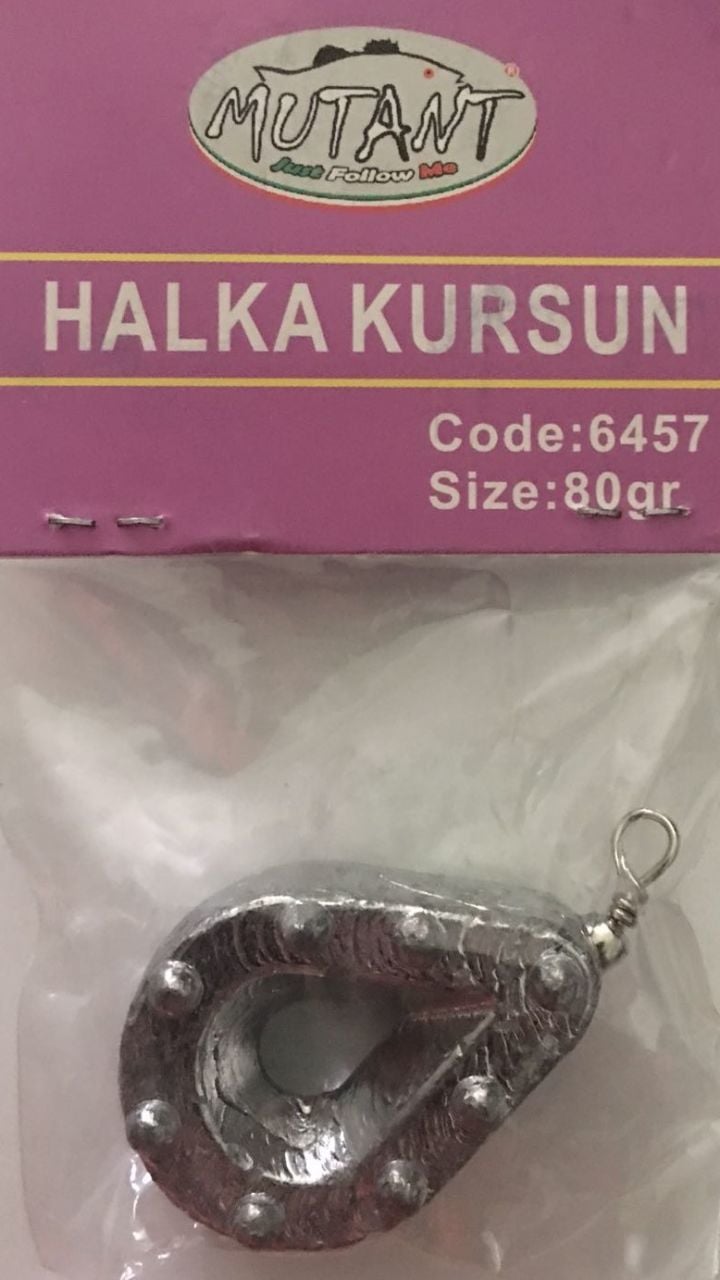 MUTANT ®
Just Follow Me
HALKA KURSUN
Code:6457
Size:80gr